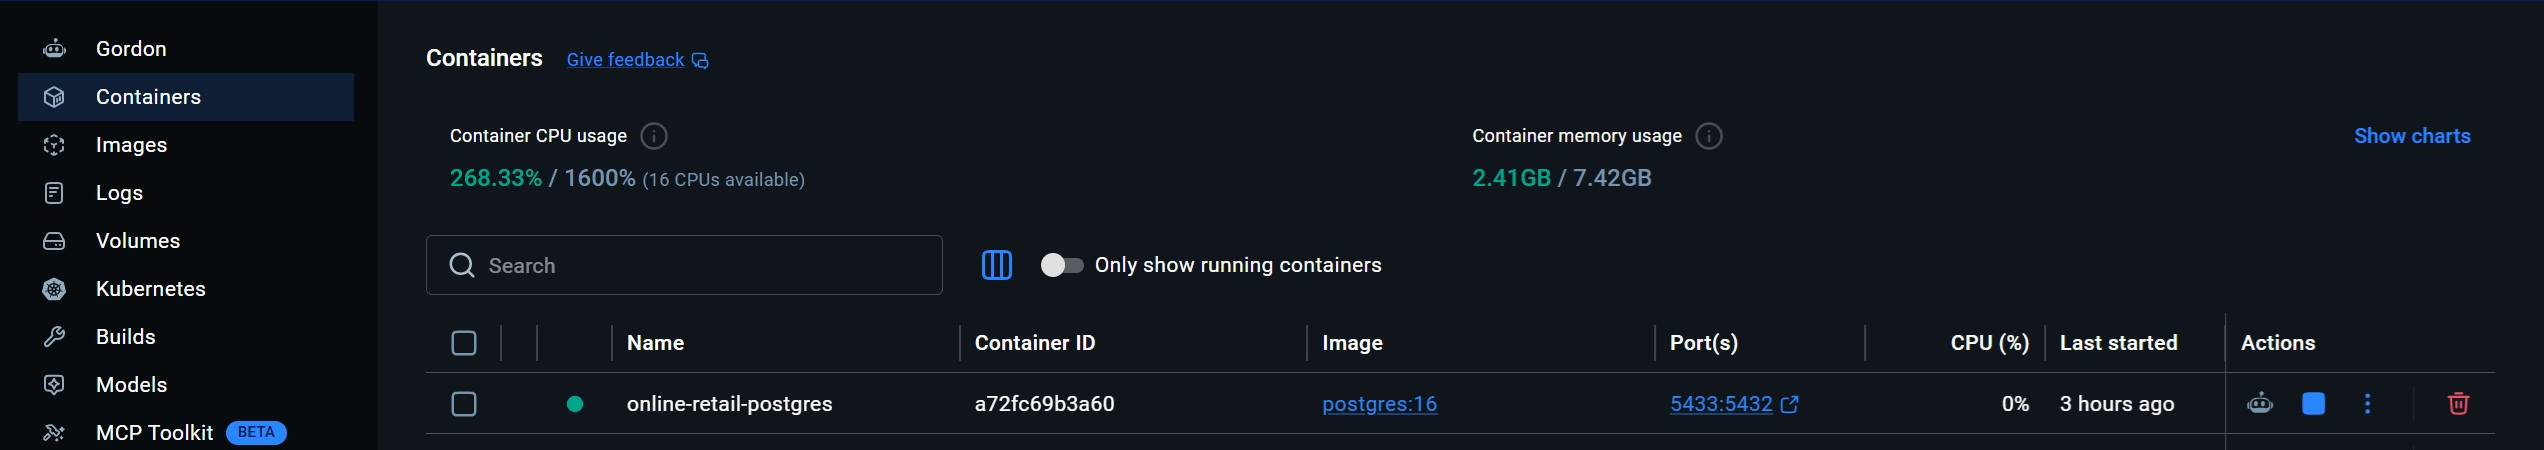 Gordon
Containers
Images
Logs
Volumes
Kubernetes
Builds
Models
MCP Toolkit BETA
Containers Give feedback
Container CPU usage
268.33% / 1600% (16 CPUs available)
Container memory usage
2.41GB / 7.42GB
Show charts
Search
Only show running containers
Name Container ID Image Port(s) CPU (%) Last started Actions
online-retail-postgres a72fc69b3a60 postgres:16 5433:5432 0% 3 hours ago